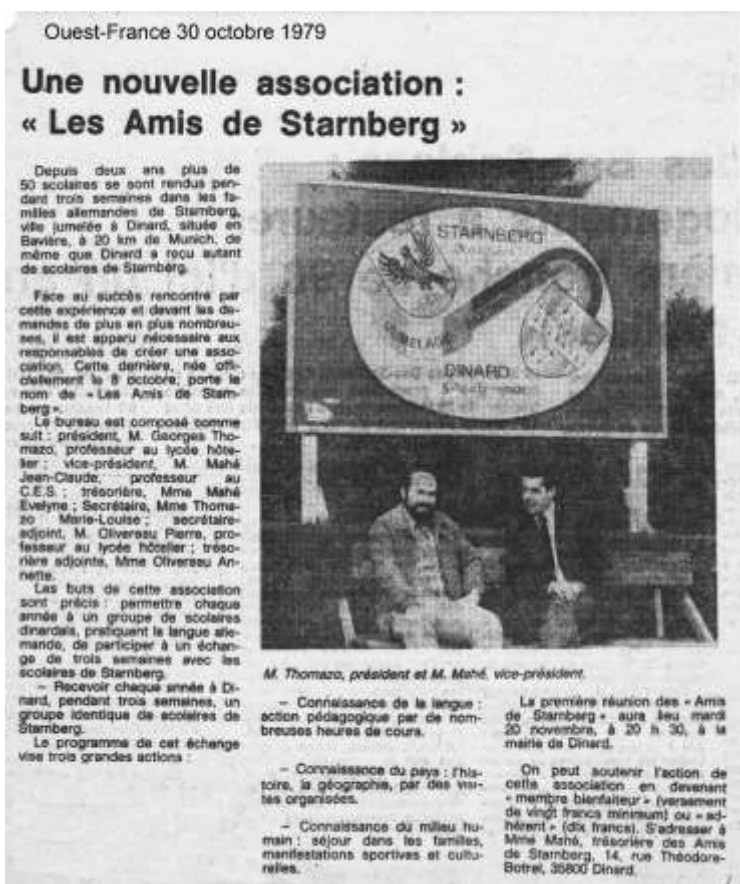 Ouest-France 30 octobre 1979
Une nouvelle association :
« Les Amis de Starnberg »
Depuis deux ans plus de
50 scolaires se sont rendus pen-
dant trois semaines dans les fa-
milles allemandes de Starnberg,
ville jumelée à Dinard, située en
Bavière, à 20 km de Munich, de
même que Dinard a reçu autant
de scolaires de Starnberg.
Face au succès rencontré par
cette expérience et devant les de-
mandes de plus en plus nombreu-
ses, il est apparu nécessaire aux
responsables de créer une asso-
ciation. Cette dernière, née offi-
ciellement le 8 octobre, porte le
nom de « Les Amis de Starn-
berg ».
Le bureau est composé comme
suit : président, M. Georges Tho-
mazo, professeur au lycée hôte-
lier ; vice-président, M. Mahé
Jean-Claude, professeur au
C.E.S. ; trésorière, Mme Mahé
Evelyne ; Secrétaire, Mme Thoma-
zo Marie-Louise ; secrétaire-
adjoint, M. Olivereau Pierre, pro-
fesseur au lycée hôtelier ; tréso-
rière adjointe, Mme Olivereau An-
nette.
Las buts de cette association
sont précis : permettre chaque
année à un groupe de scolaires
dinardais, pratiquant la langue alle-
mande, de participer à un échan-
ge de trois semaines avec les
scolaires de Starnberg.
– Recevoir chaque année à Di-
nard, pendant trois semaines, un
groupe identique de scolaires de
Starnberg.
Le programme de cet échange
vise trois grandes actions :
STARNBERG
JUMELAGE
DINARD
M. Thomazo, président et M. Mahé, vice-président.
– Connaissance de la langue :
action pédagogique par de nom-
breuses heures de cours.
– Connaissance du pays : l'his-
toire, la géographie, par des visi-
tes organisées.
– Connaissance du milieu hu-
main : séjour dans les familles,
manifestations sportives et cultu-
relles.
La première réunion des « Amis
de Starnberg » aura lieu mardi
20 novembre, à 20 h 30, à la
mairie de Dinard.
On peut soutenir l'action de
cette association en devenant
« membre bienfaiteur » (versement
de vingt francs minimum) ou « ad-
hérent » (dix francs). S'adresser à
Mme Mahé, trésorière des Amis
de Starnberg, 14, rue Théodore-
Botrel, 35800 Dinard.